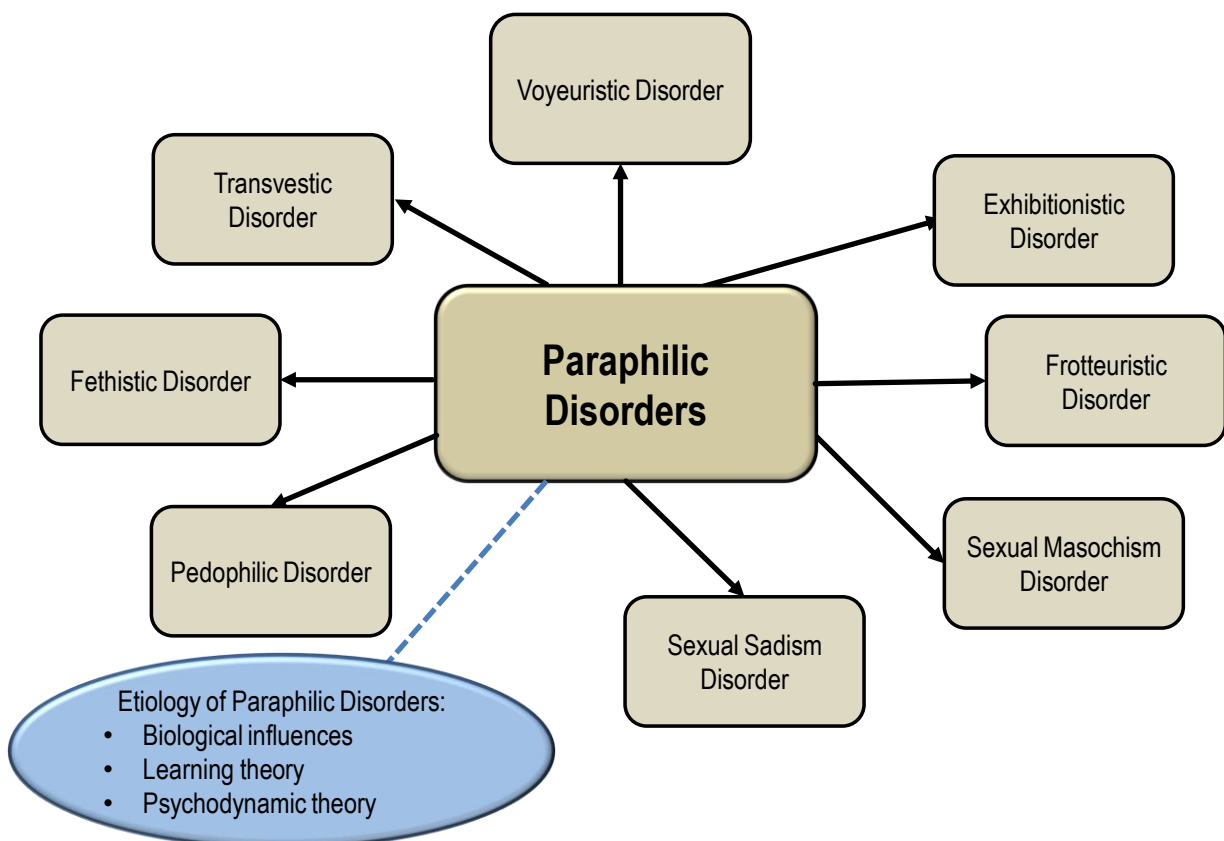 Voyeuristic Disorder
Transvestic
Disorder
Exhibitionistic
Disorder
Paraphilic
Disorders
Fethistic Disorder
Frotteuristic
Disorder
Pedophilic Disorder
Sexual Masochism
Disorder
Sexual Sadism
Disorder
Etiology of Paraphilic Disorders:
• Biological influences
• Learning theory
• Psychodynamic theory